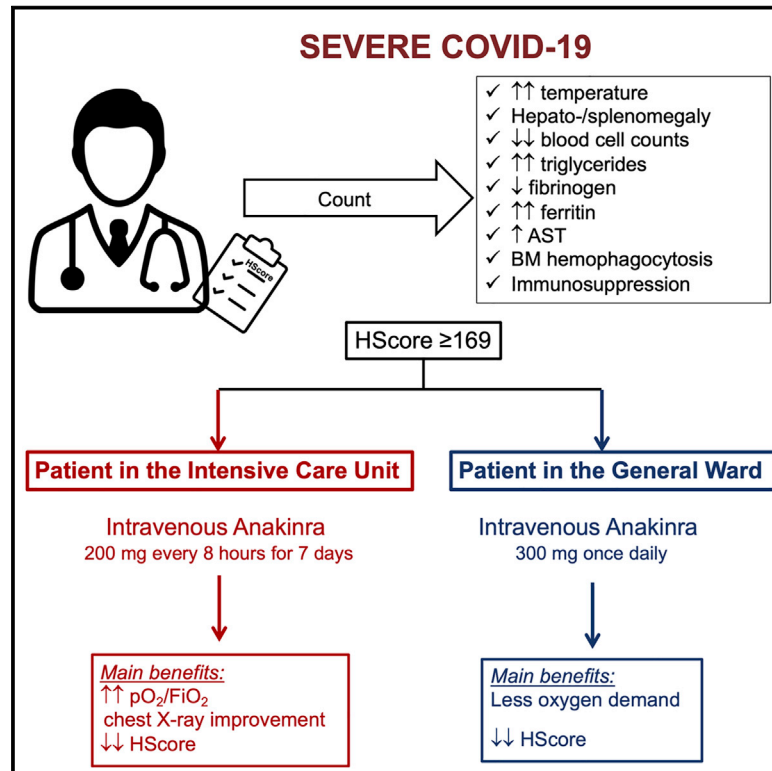 SEVERE COVID-19
✓ ↑↑ temperature
✓ Hepato-/splenomegaly
✓ ↓↓ blood cell counts
✓ ↑↑ triglycerides
✓ ↓ fibrinogen
✓ ↑↑ ferritin
✓ ↑ AST
✓ BM hemophagocytosis
✓ Immunosuppression
Count
HScore
HScore ≥169
Patient in the Intensive Care Unit
Intravenous Anakinra
200 mg every 8 hours for 7 days
Main benefits:
↑↑ pO₂/FiO₂
chest X-ray improvement
↓↓ HScore
Patient in the General Ward
Intravenous Anakinra
300 mg once daily
Main benefits:
Less oxygen demand
↓↓ HScore